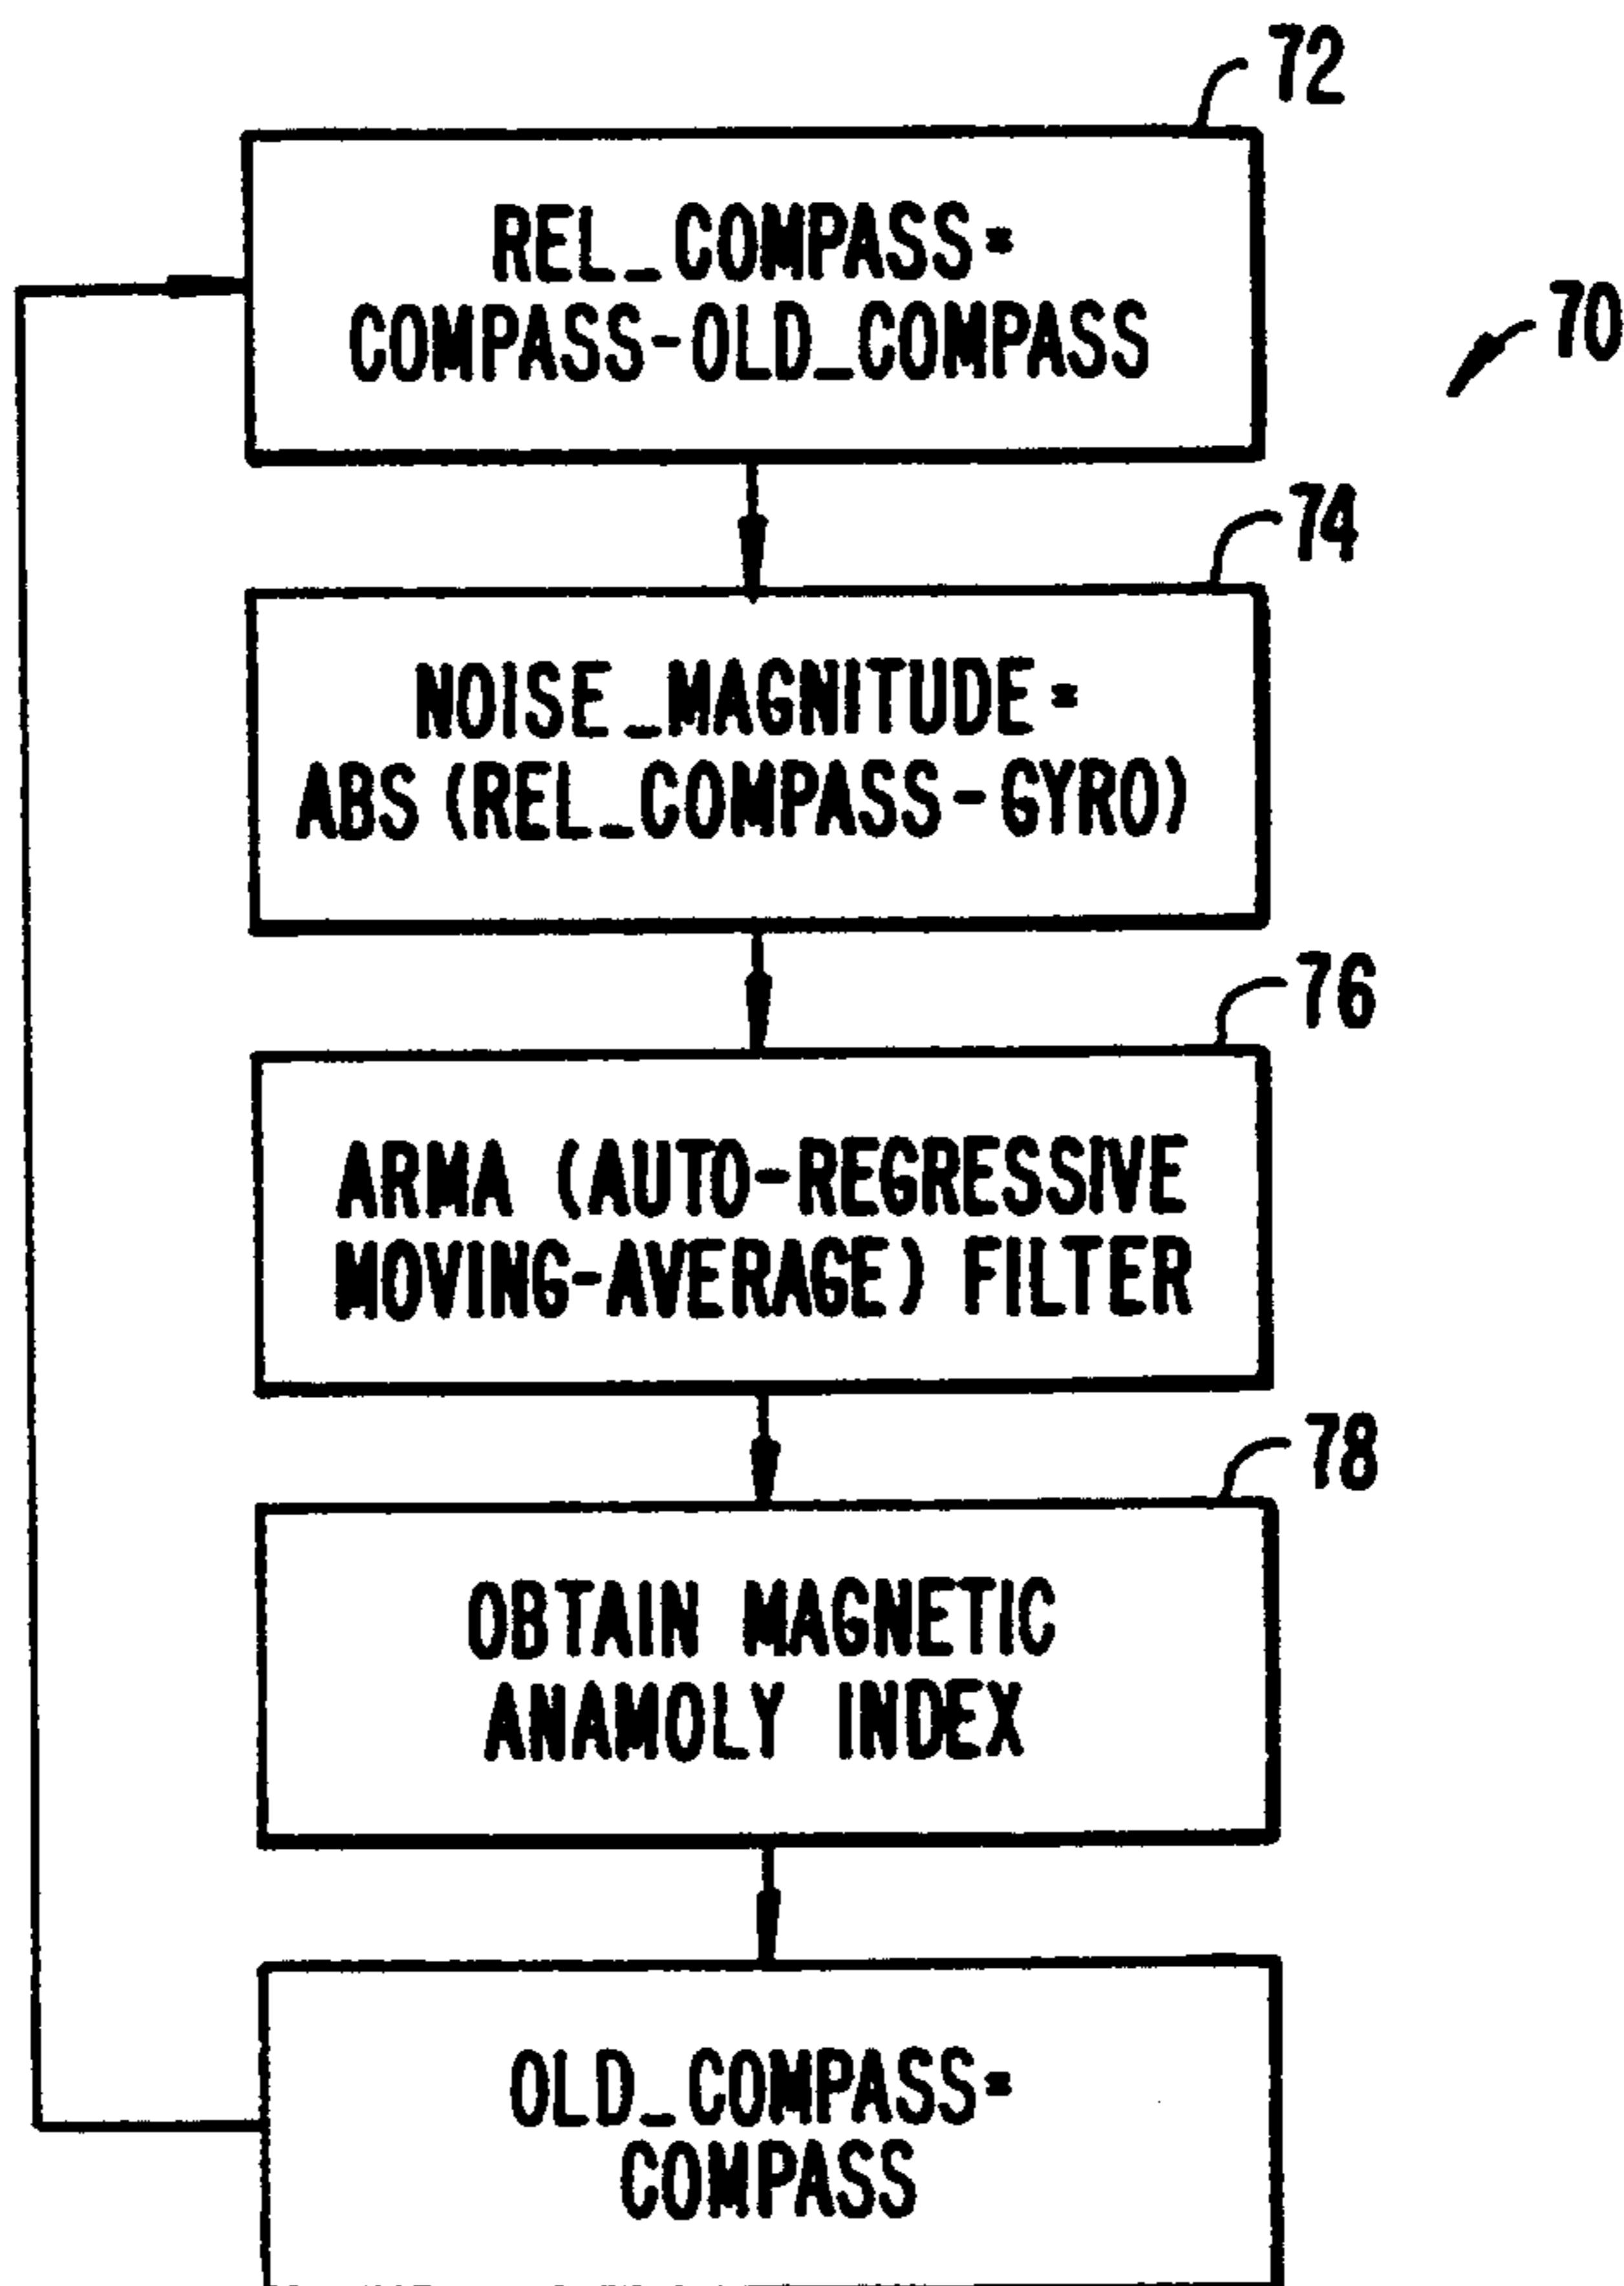 72
REL_COMPASS=
COMPASS-OLD_COMPASS
70
74
NOISE_MAGNITUDE=
ABS (REL_COMPASS-GYRO)
76
ARMA (AUTO-REGRESSIVE
MOVING-AVERAGE) FILTER
78
OBTAIN MAGNETIC
ANAMOLY INDEX
OLD_COMPASS=
COMPASS